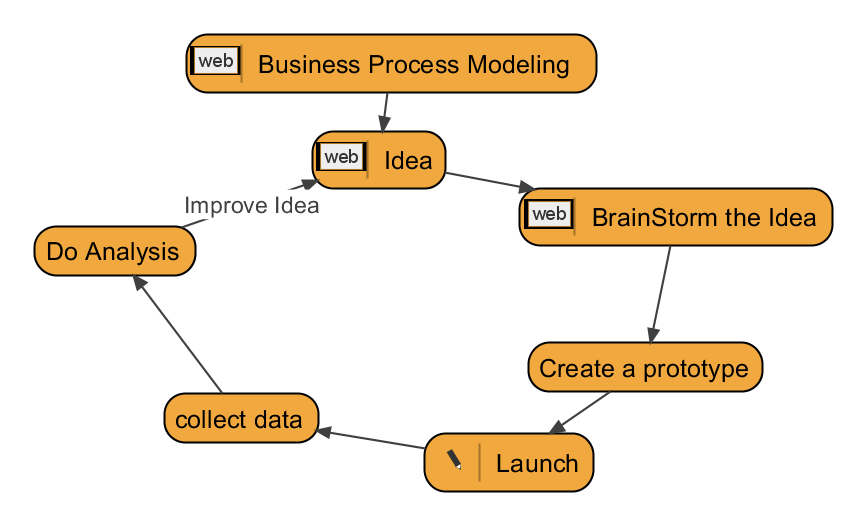 web Business Process Modeling
web Idea
web BrainStorm the Idea
Improve Idea
Do Analysis
Create a prototype
collect data
Launch